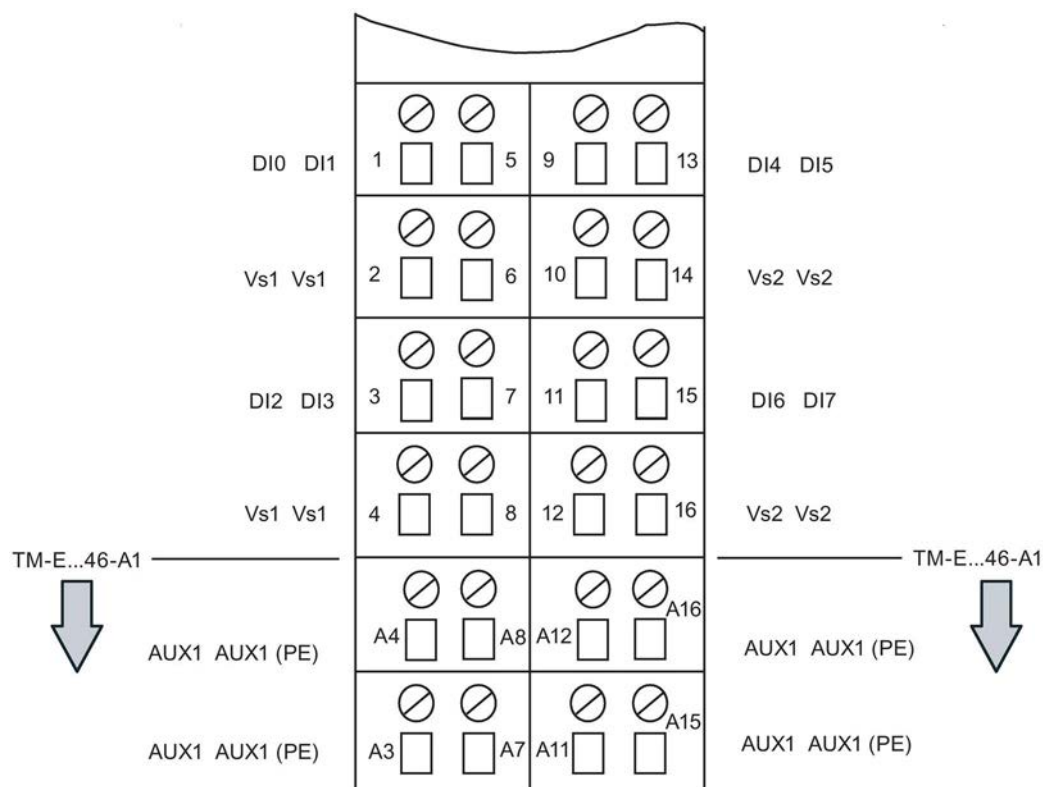 DI0 DI1 1 5 9 13 DI4 DI5
Vs1 Vs1 2 6 10 14 Vs2 Vs2
DI2 DI3 3 7 11 15 DI6 DI7
Vs1 Vs1 4 8 12 16 Vs2 Vs2
TM-E...46-A1 TM-E...46-A1
AUX1 AUX1 (PE) A4 A8 A12 A16 AUX1 AUX1 (PE)
AUX1 AUX1 (PE) A3 A7 A11 A15 AUX1 AUX1 (PE)